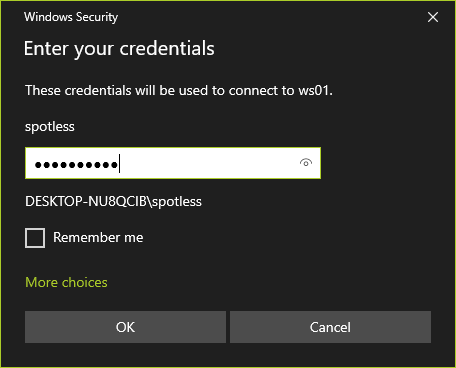 Windows Security
Enter your credentials
These credentials will be used to connect to ws01.
spotless
●●●●●●●●●●
DESKTOP-NU8QCIB\spotless
Remember me
More choices
OK
Cancel